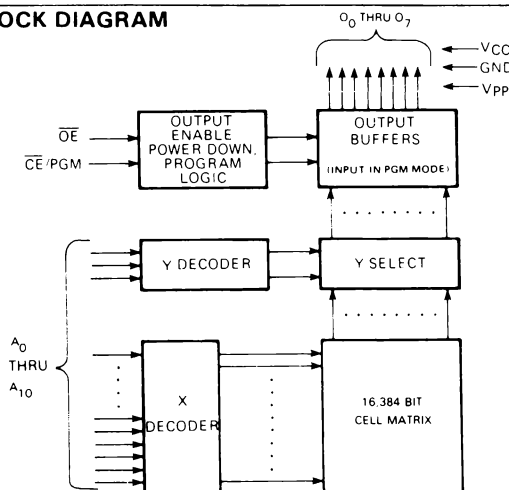 OCK DIAGRAM
O0 THRU O7
VCC
GND
VPP
OE
CE/PGM
OUTPUT
ENABLE
POWER DOWN,
PROGRAM
LOGIC
OUTPUT
BUFFERS
(INPUT IN PGM MODE)
Y DECODER
Y SELECT
A0
THRU
A10
X
DECODER
16,384 BIT
CELL MATRIX